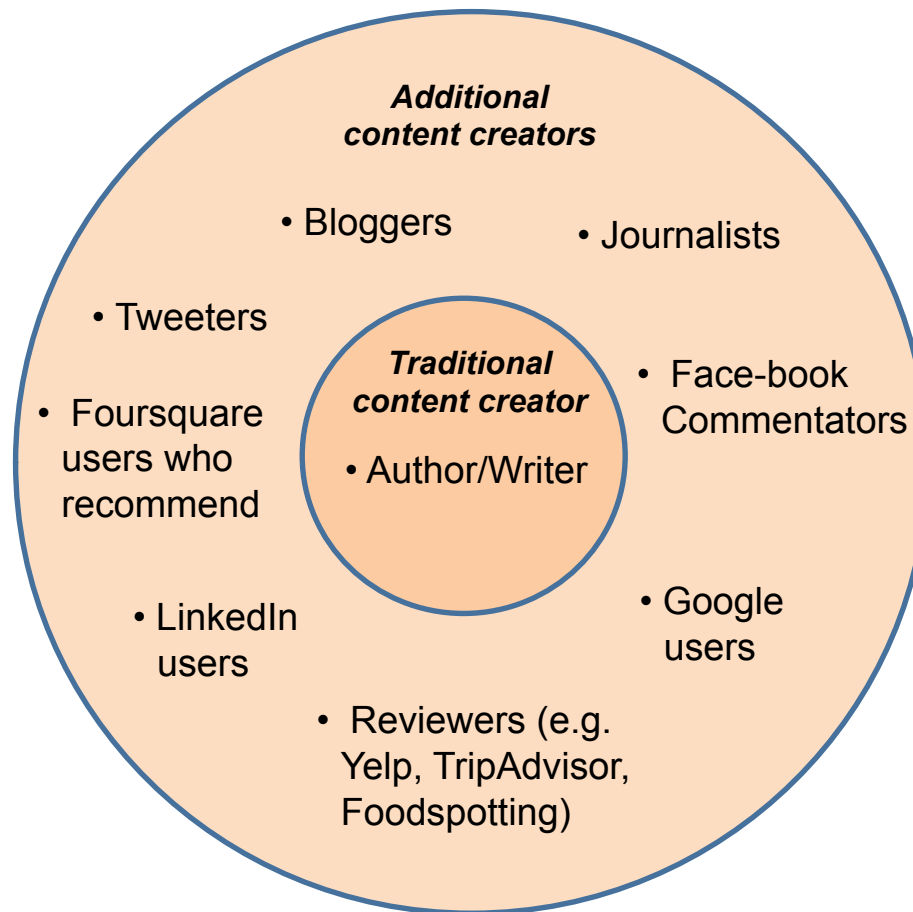 Additional
content creators
• Bloggers
• Journalists
• Tweeters
Traditional
content creator
• Author/Writer
• Face-book
Commentators
• Foursquare
users who
recommend
• LinkedIn
users
• Google
users
• Reviewers (e.g.
Yelp, TripAdvisor,
Foodspotting)